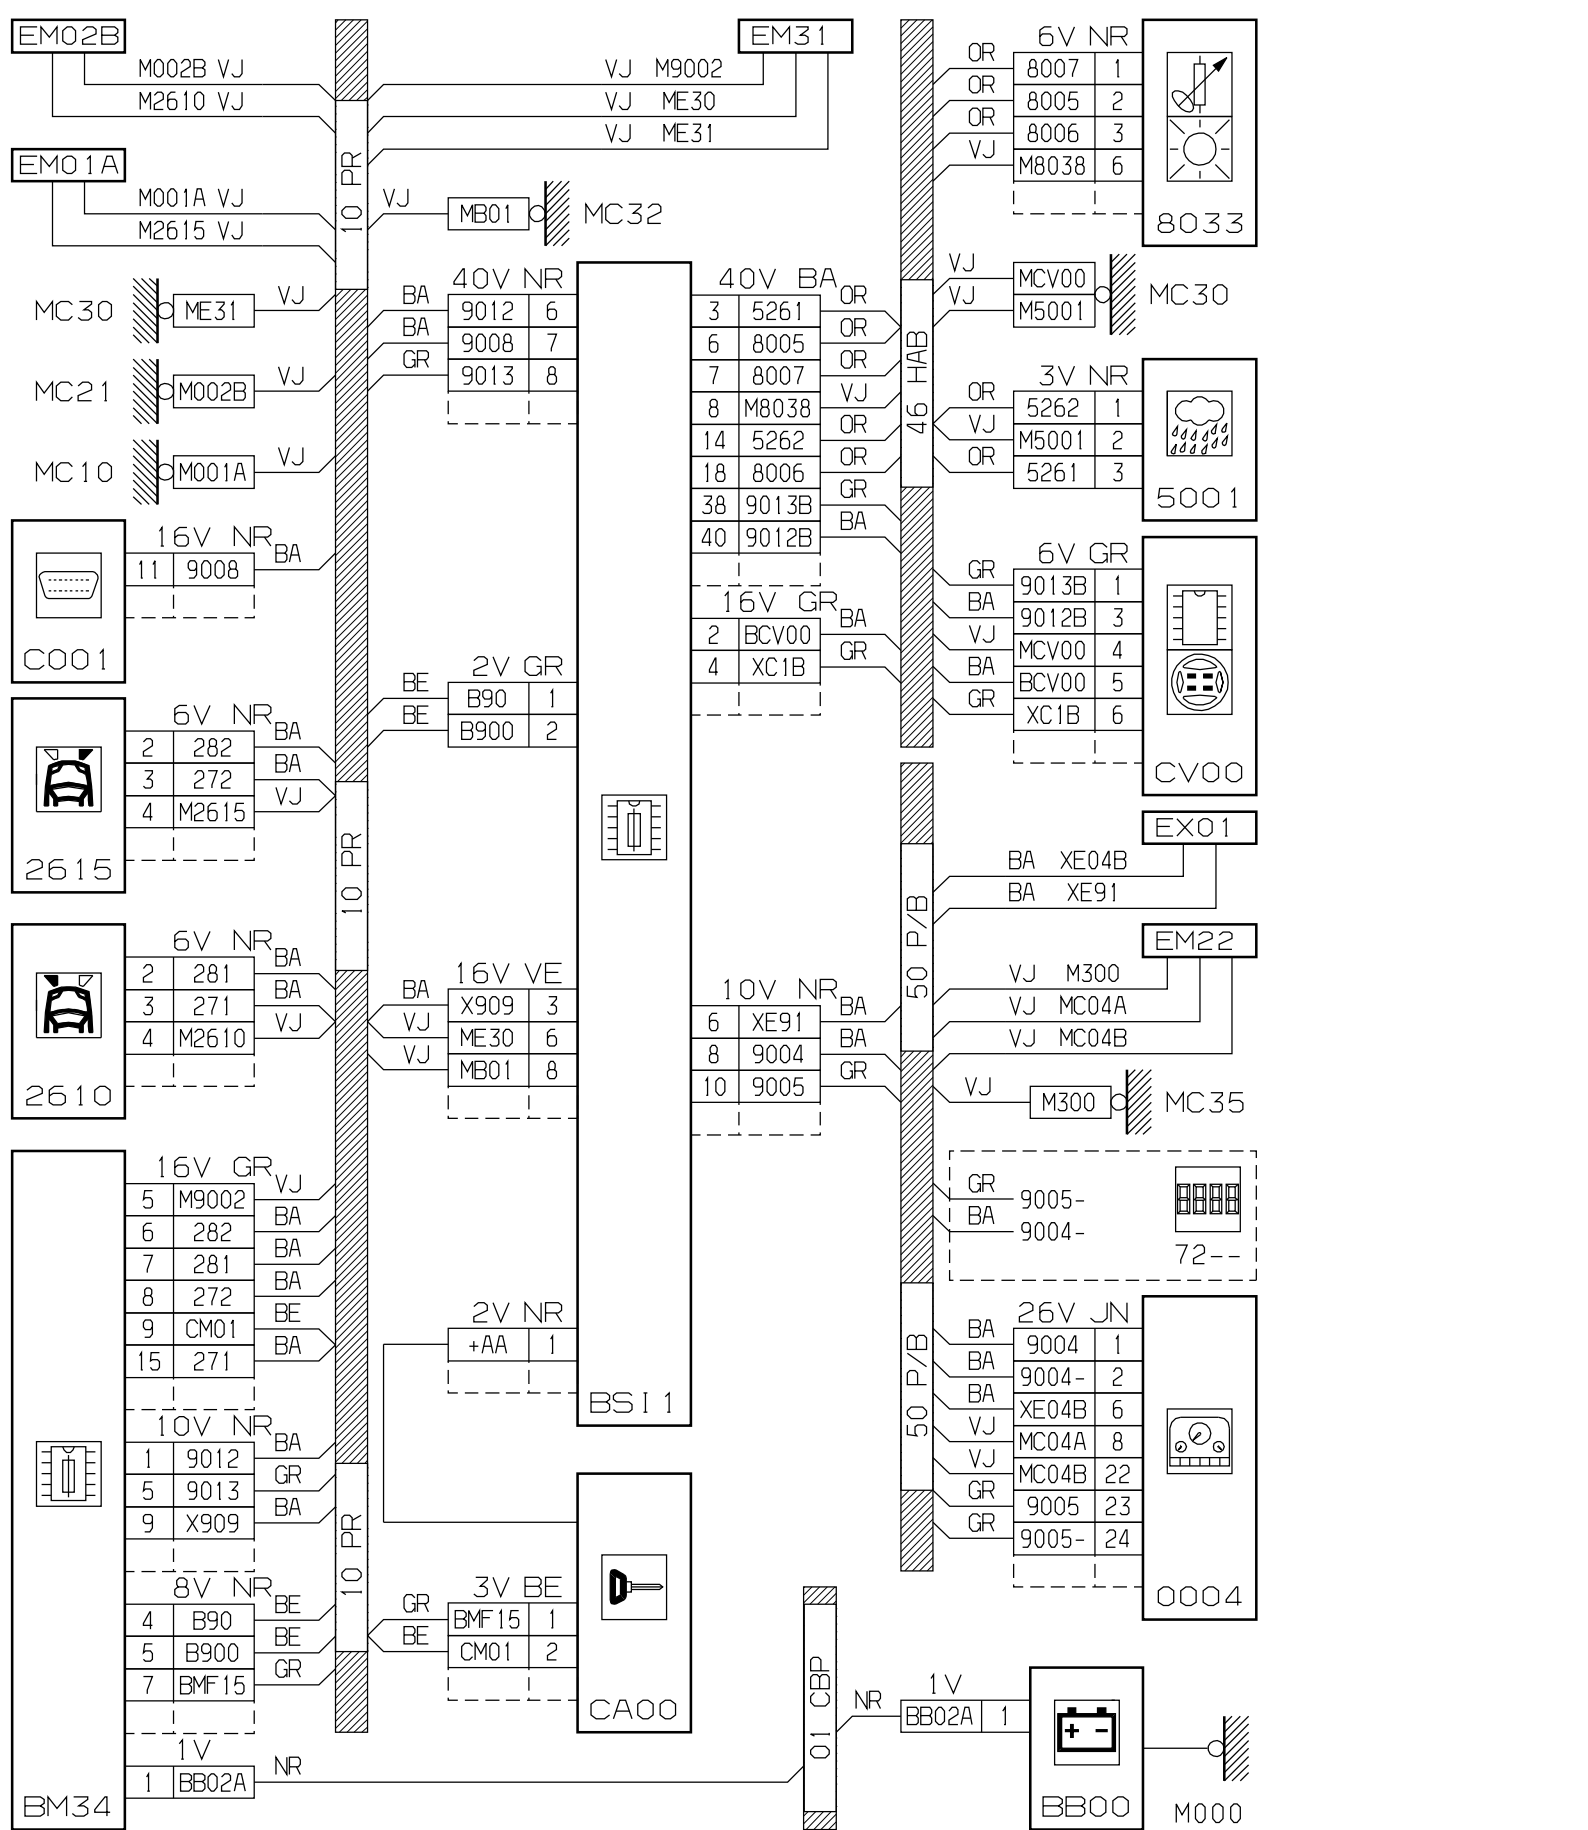 EM02B
M002B VJ
M2610 VJ
EM01A
M001A VJ
M2615 VJ
MC30 ME31 VJ
MC21 M002B VJ
MC10 M001A VJ
16V NR
11 9008 BA
C001
6V NR
2 282 BA
3 272 BA
4 M2615 VJ
2615
6V NR
2 281 BA
3 271 BA
4 M2610 VJ
2610
16V GR
5 M9002 VJ
6 282 BA
7 281 BA
8 272 BA
9 CM01 BE
15 271 BA
10V NR
1 9012 BA
5 9013 GR
9 X909 BA
8V NR
4 B90 BE
5 B900 BE
7 BMF15 GR
1V
1 BB02A NR
BM34
10 PR
10 PR
10 PR
EM31
VJ M9002
VJ ME30
VJ ME31
VJ MB01 MC32
40V NR
BA 9012 6
BA 9008 7
GR 9013 8
2V GR
BE B90 1
BE B900 2
16V VE
BA X909 3
VJ ME30 6
VJ MB01 8
2V NR
+AA 1
BSI1
3V BE
GR BMF15 1
BE CM01 2
CA00
40V BA
3 5261 OR
6 8005 OR
7 8007 OR
8 M8038 VJ
14 5262 OR
18 8006 OR
38 9013B GR
40 9012B BA
16V GR
2 BCV00 BA
4 XC1B GR
10V NR
6 XE91 BA
8 9004 BA
10 9005 GR
46 HAB
50 P/B
50 P/B
01 CBP
6V NR
OR 8007 1
OR 8005 2
OR 8006 3
VJ M8038 6
8033
VJ MCV00
VJ M5001
MC30
3V NR
OR 5262 1
VJ M5001 2
OR 5261 3
5001
6V GR
GR 9013B 1
BA 9012B 3
VJ MCV00 4
BA BCV00 5
GR XC1B 6
CV00
EX01
BA XE04B
BA XE91
EM22
VJ M300
VJ MC04A
VJ MC04B
VJ M300 MC35
GR 9005-
BA 9004-
72--
26V JN
BA 9004 1
BA 9004- 2
BA XE04B 6
VJ MC04A 8
VJ MC04B 22
GR 9005 23
GR 9005- 24
0004
1V
NR BB02A 1
+ -
BB00
M000